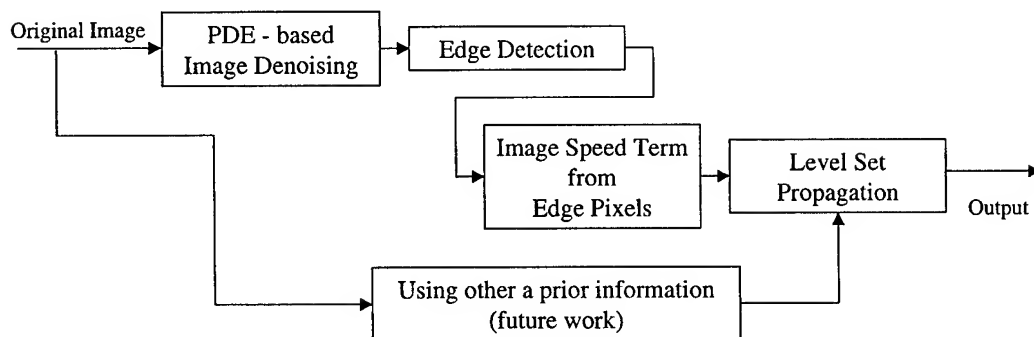 Original Image
PDE - based
Image Denoising
Edge Detection
Image Speed Term
from
Edge Pixels
Level Set
Propagation
Output
Using other a prior information
(future work)